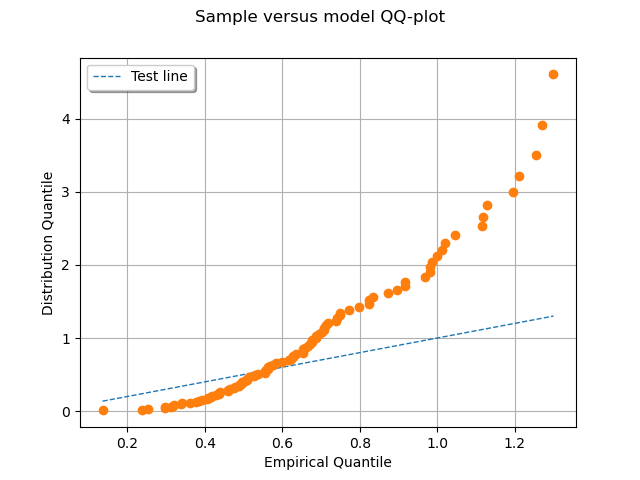 Sample versus model QQ-plot
Test line
Distribution Quantile
4
3
2
1
0
0.2 0.4 0.6 0.8 1.0 1.2
Empirical Quantile